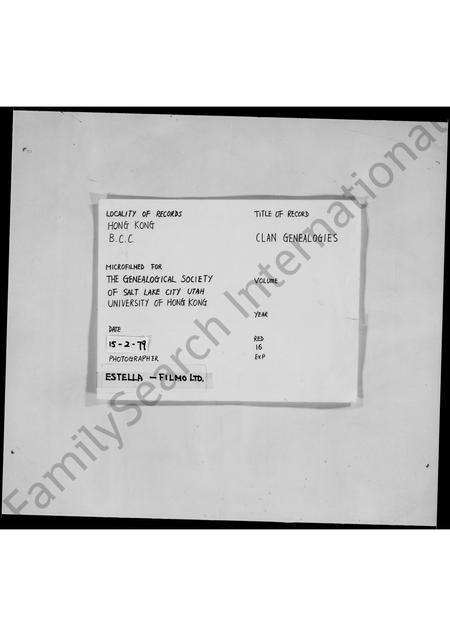 LOCALITY OF RECORDS
HONG KONG
B.C.C.
TITLE OF RECORD
CLAN GENEALOGIES
MICROFILMED FOR
THE GENEALOGICAL SOCIETY
OF SALT LAKE CITY UTAH
UNIVERSITY OF HONG KONG
VOLUME
YEAR
DATE
15-2-79
PHOTOGRAPHER
ESTELLA — FILMO LTD.
RED
16
EXP
FamilySearch International